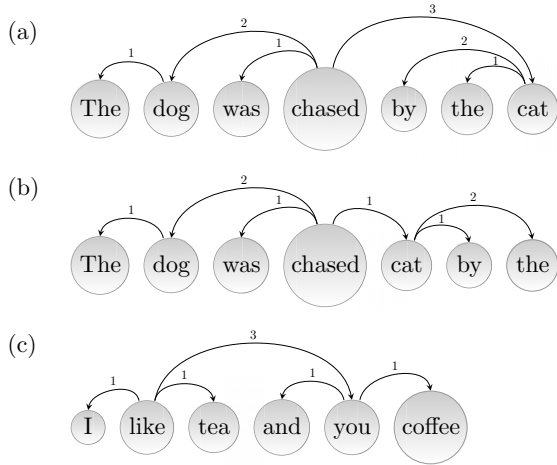 (a)
3
2
1
1
2
1
The dog was chased by the cat
(b)
2
1
1
1
1
2
The dog was chased cat by the
(c)
3
1
1
1
1
I like tea and you coffee